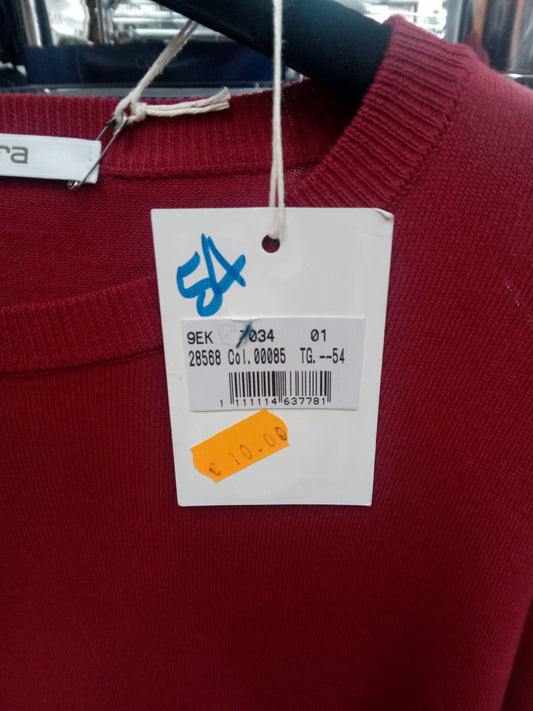 ra
54
9EK 034 01
28568 Col.00085 TG.--54
1 111114 637781
€ 10.00